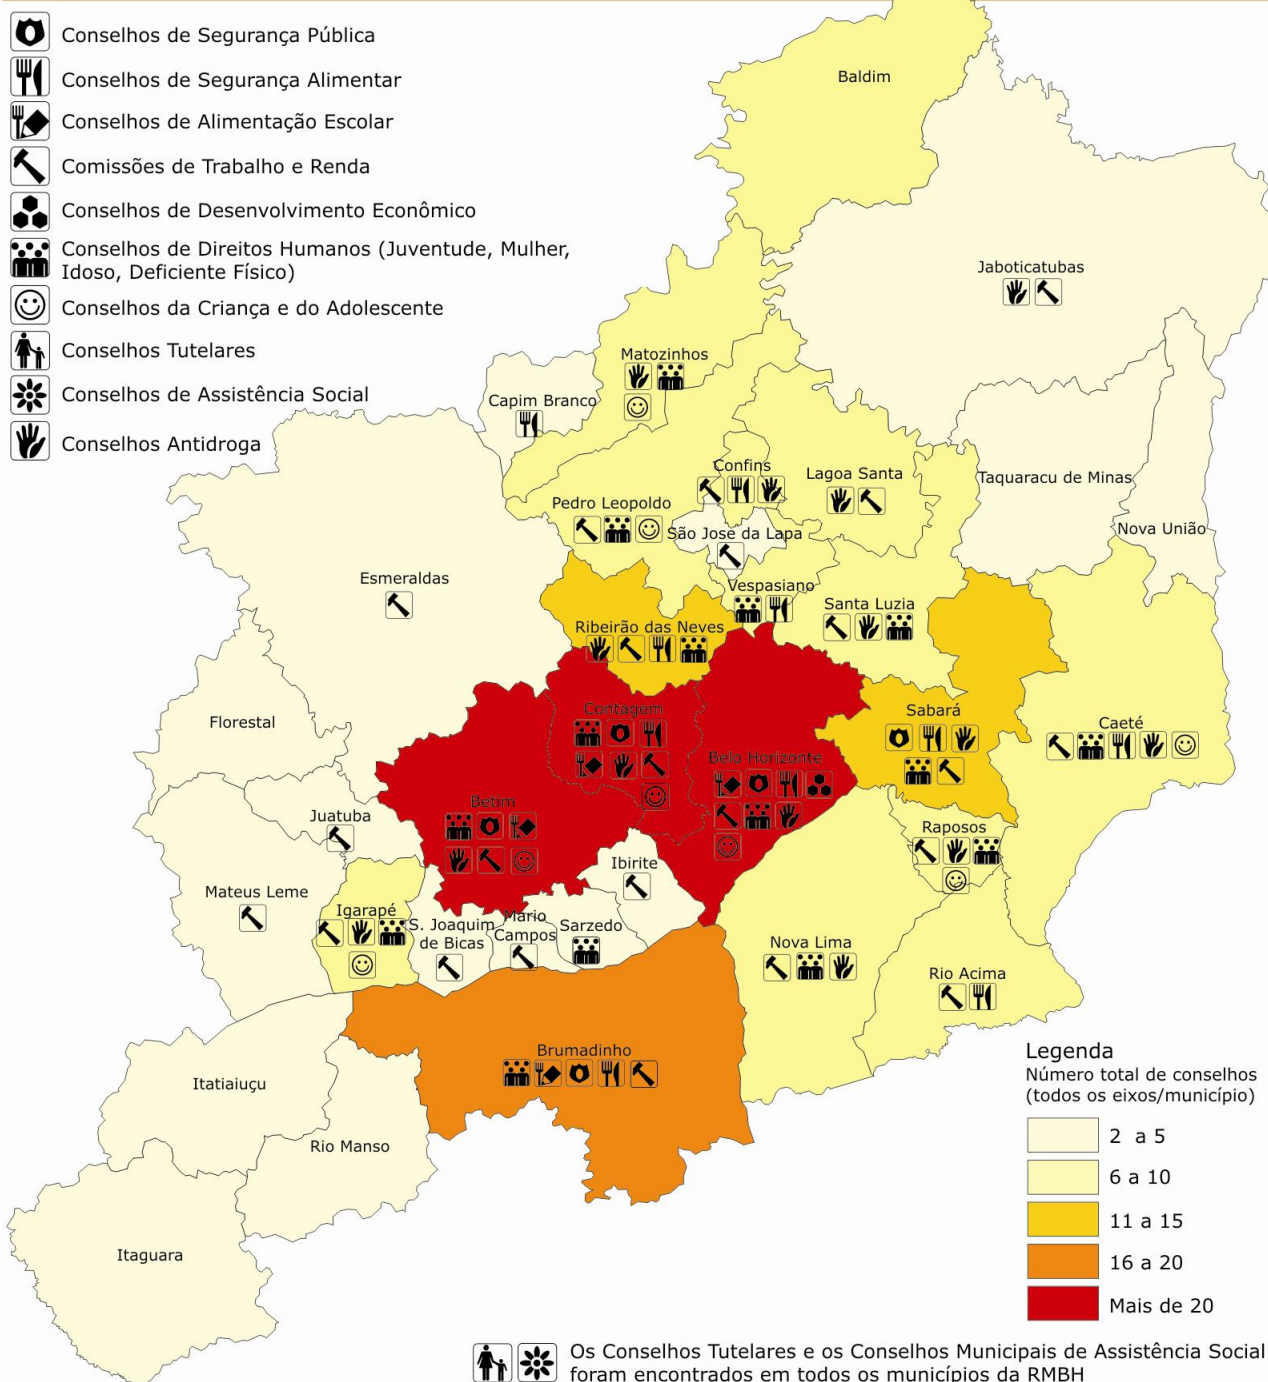 Conselhos de Segurança Pública
Conselhos de Segurança Alimentar
Conselhos de Alimentação Escolar
Comissões de Trabalho e Renda
Conselhos de Desenvolvimento Econômico
Conselhos de Direitos Humanos (Juventude, Mulher,
Idoso, Deficiente Físico)
Conselhos da Criança e do Adolescente
Conselhos Tutelares
Conselhos de Assistência Social
Conselhos Antidroga
Baldim
Jaboticatubas
Matozinhos
Capim Branco
Confins
Lagoa Santa
Taquaracu de Minas
Pedro Leopoldo
São Jose da Lapa
Nova União
Esmeraldas
Vespasiano
Santa Luzia
Ribeirão das Neves
Florestal
Contagem
Sabará
Caeté
Belo Horizonte
Betim
Juatuba
Raposos
Ibirite
Mateus Leme
Igarapé
S. Joaquim
de Bicas
Mario
Campos
Sarzedo
Nova Lima
Rio Acima
Brumadinho
Itatiaiuçu
Rio Manso
Itaguara
Legenda
Número total de conselhos
(todos os eixos/município)
2 a 5
6 a 10
11 a 15
16 a 20
Mais de 20
Os Conselhos Tutelares e os Conselhos Municipais de Assistência Social
foram encontrados em todos os municípios da RMBH